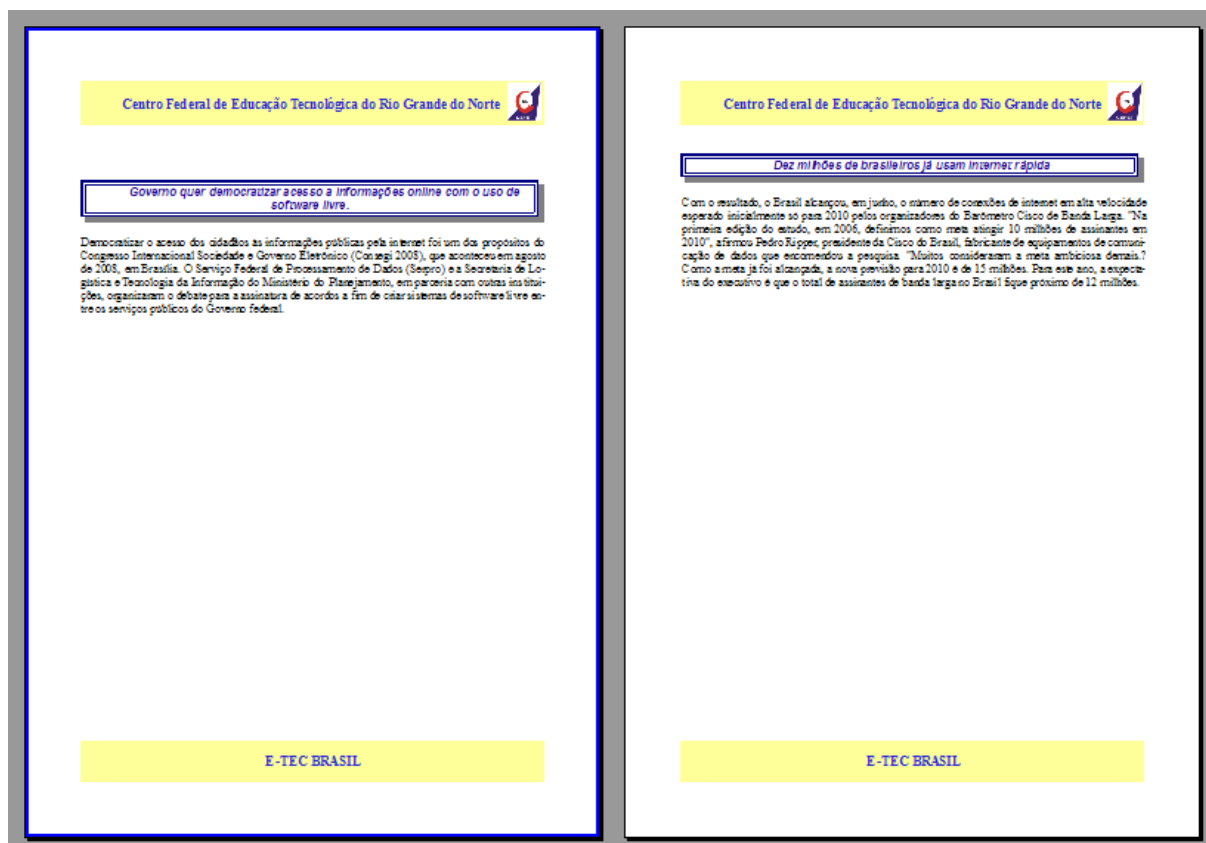 Centro Federal de Educação Tecnológica do Rio Grande do Norte
Governo quer democratizar acesso a informações online com o uso de
software livre.
Democratizar o acesso dos cidadãos as informações públicas pela internet foi um dos propósitos do
Congresso Internacional Sociedade e Governo Eletrônico (Consegi 2008), que aconteceu em agosto
de 2008, em Brasília. O Serviço Federal de Processamento de Dados (Serpro) e a Secretaria de Lo-
gística e Tecnologia da Informação do Ministério do Planejamento, em parceria com outras institui-
ções, organizaram o debate para a assinatura de acordos a fim de criar sistemas de software livre en-
tre os serviços públicos do Governo federal.
E-TEC BRASIL
Centro Federal de Educação Tecnológica do Rio Grande do Norte
Dez milhões de brasileiros já usam internet rápida
Com o resultado, o Brasil alcançou, em junho, o número de conexões de internet em alta velocidade
esperado inicialmente só para 2010 pelos organizadores do Barômetro Cisco de Banda Larga. "Na
primeira edição do estudo, em 2006, definimos como meta atingir 10 milhões de assinantes em
2010", afirmou Pedro Ripper, presidente da Cisco do Brasil, fabricante de equipamentos de comuni-
cação de dados que encomendou a pesquisa. "Muitos consideraram a meta ambiciosa demais.?
Como a meta já foi alcançada, a nova previsão para 2010 é de 15 milhões. Para este ano, a expecta-
tiva do executivo é que o total de assinantes de banda larga no Brasil fique próximo de 12 milhões.
E-TEC BRASIL